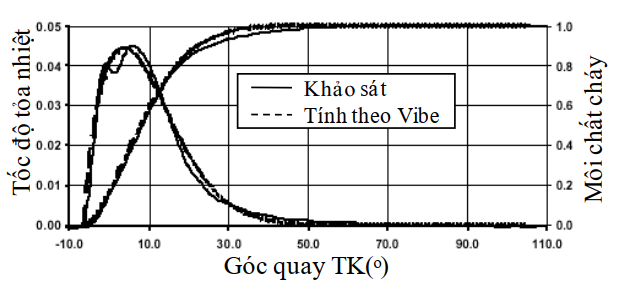 Tốc độ tỏa nhiệt
0.05 1.0
0.04 0.8
0.03 0.6
0.02 0.4
0.01 0.2
0.00 0.0
Khảo sát
Tính theo Vibe
Môi chất cháy
-10.0 10.0 30.0 50.0 70.0 90.0 110.0
Góc quay TK(º)